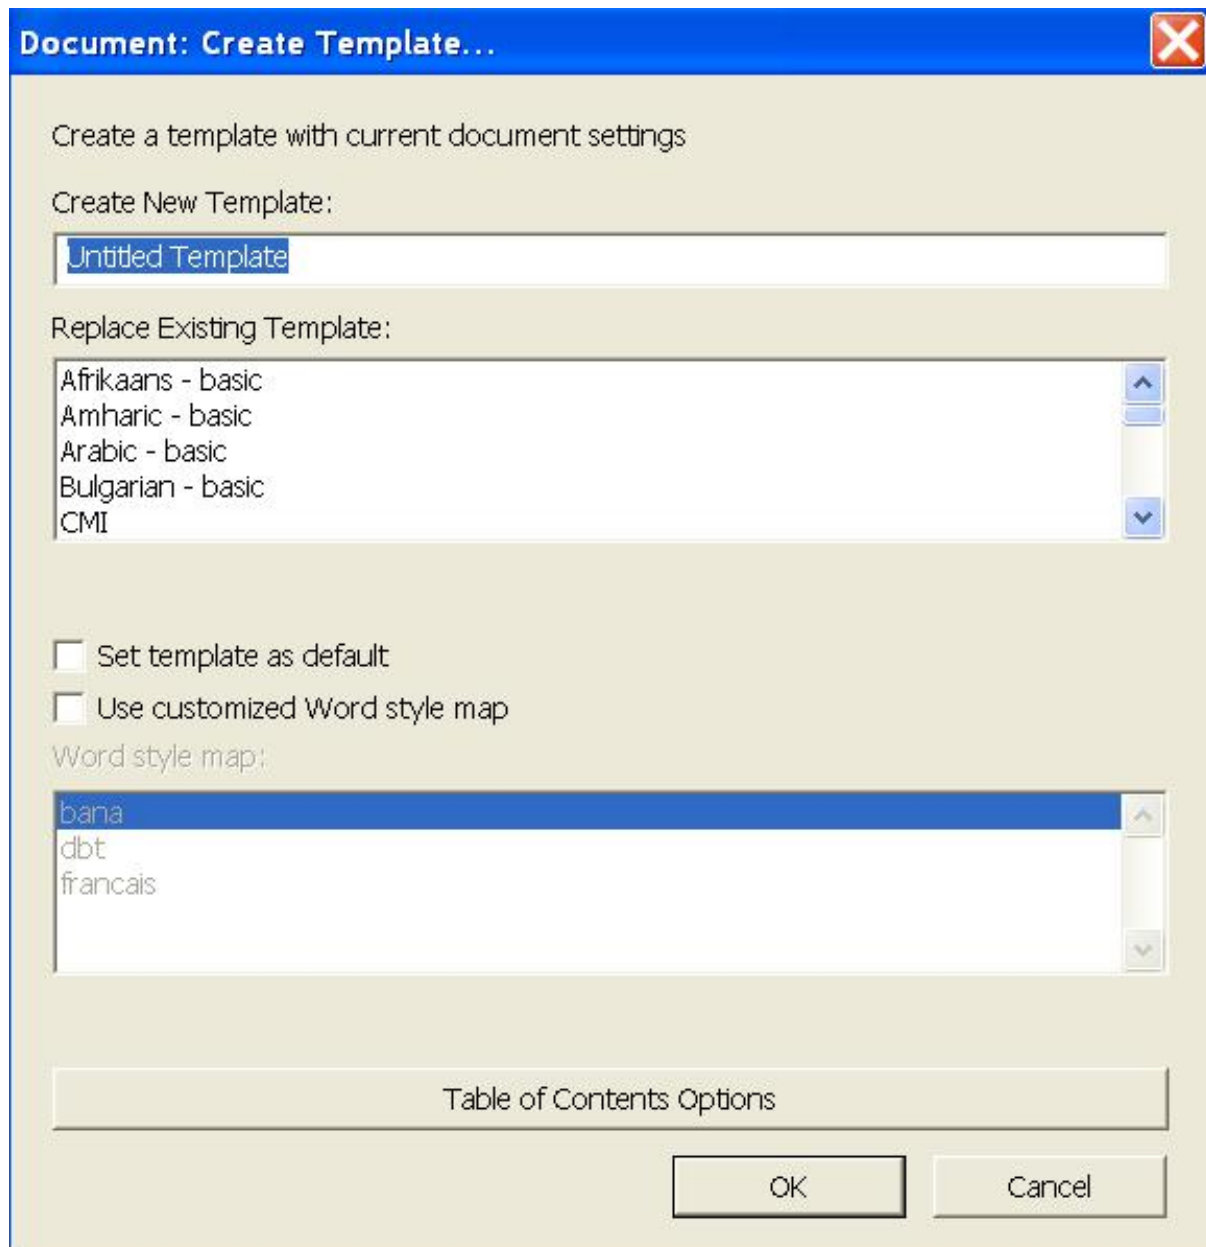 Document: Create Template...
Create a template with current document settings
Create New Template:
Untitled Template
Replace Existing Template:
Afrikaans - basic
Amharic - basic
Arabic - basic
Bulgarian - basic
CMI
Set template as default
Use customized Word style map
Word style map:
bana
dbt
francais
Table of Contents Options
OK Cancel